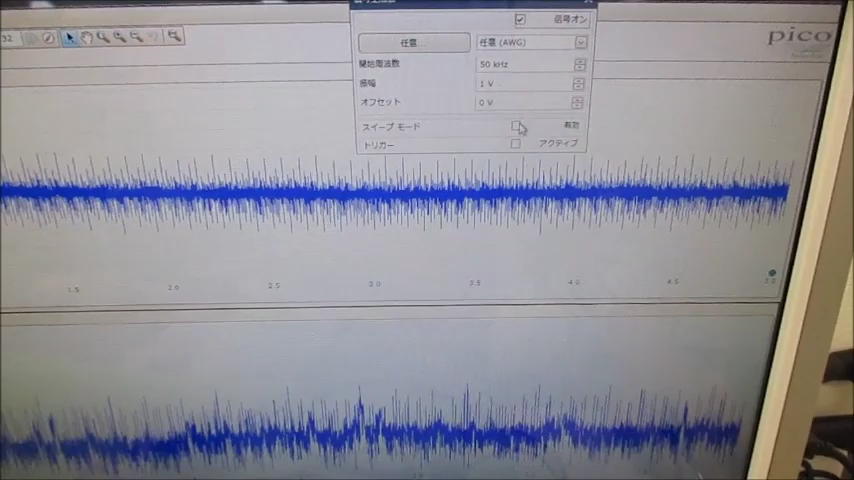 32
信号オン
pico
任意...
任意 (AWG)
開始周波数
50 kHz
振幅
1 V
オフセット
0 V
スイープ モード
有効
トリガー
アクティブ
1.5
2.0
2.5
3.0
3.5
4.0
4.5
5.0